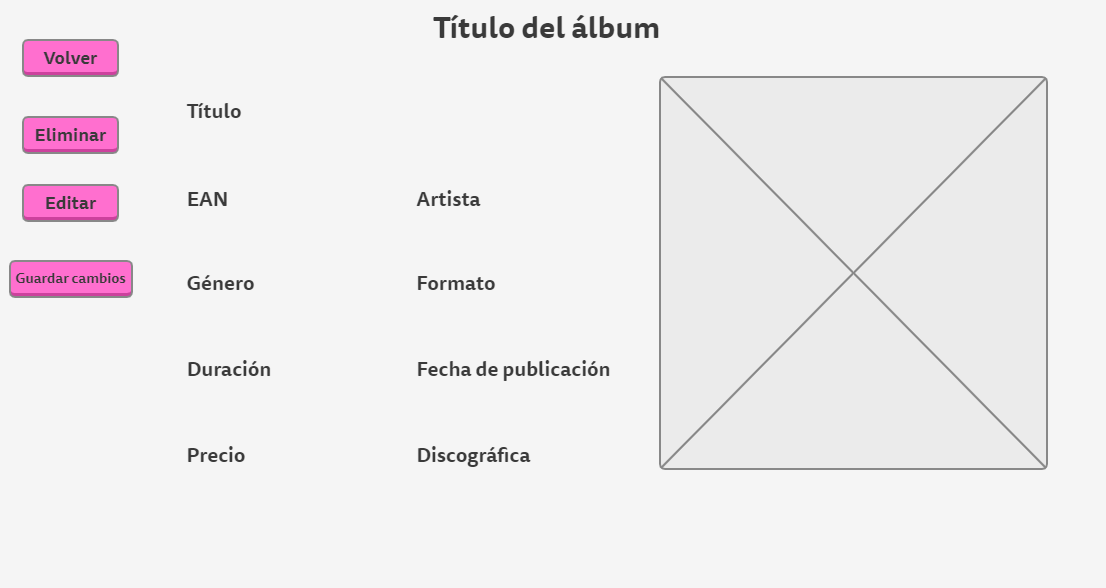 Título del álbum
Volver
Eliminar
Editar
Guardar cambios
Título
EAN
Artista
Género
Formato
Duración
Fecha de publicación
Precio
Discográfica